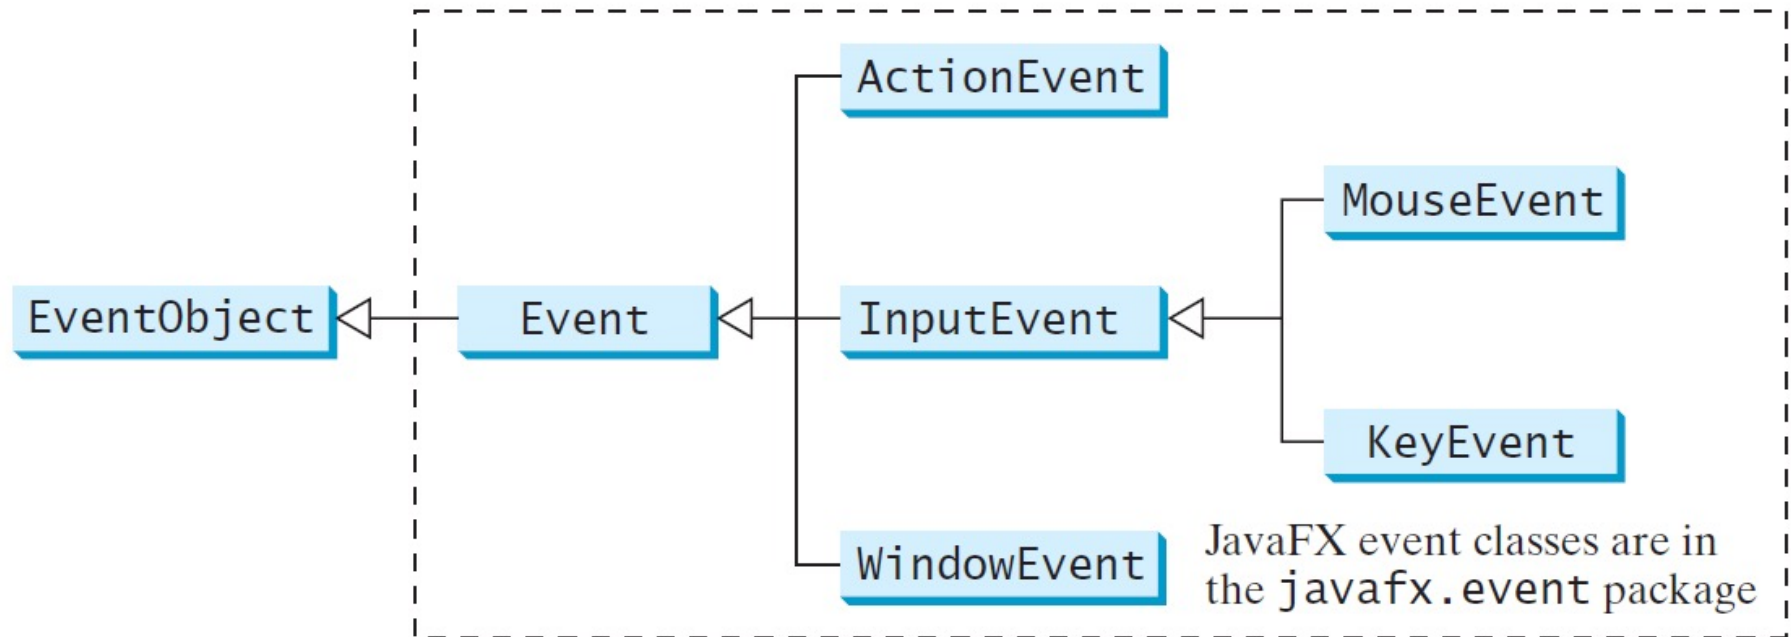 ActionEvent
MouseEvent
EventObject
Event
InputEvent
KeyEvent
WindowEvent
JavaFX event classes are in
the javafx.event package